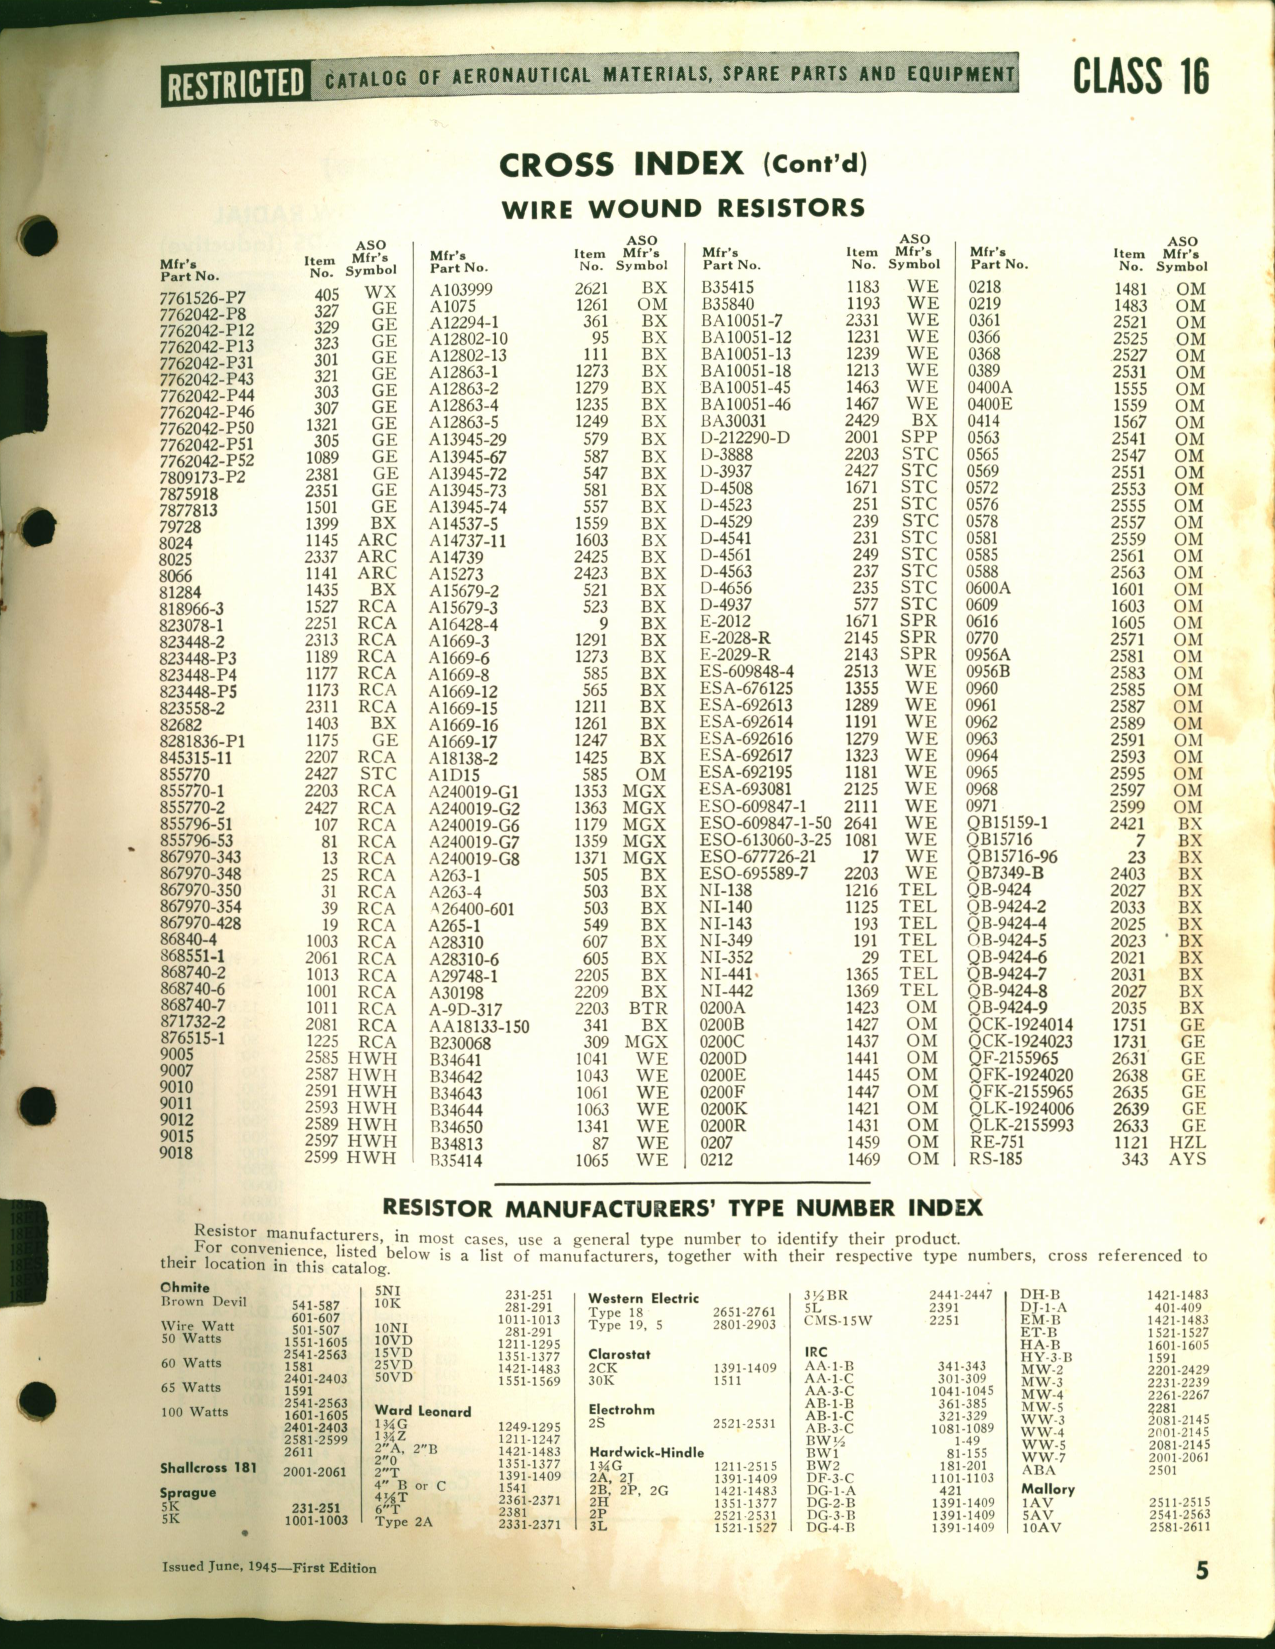 RESTRICTED CATALOG OF AERONAUTICAL MATERIALS, SPARE PARTS AND EQUIPMENT CLASS 16
CROSS INDEX (Cont'd)
WIRE WOUND RESISTORS
Mfr's Part No. Item No. ASO Mfr's Symbol
7761526-P7 405 WX
7762042-P8 327 GE
7762042-P12 329 GE
7762042-P13 323 GE
7762042-P31 301 GE
7762042-P43 321 GE
7762042-P44 303 GE
7762042-P46 307 GE
7762042-P50 1321 GE
7762042-P51 305 GE
7762042-P52 1089 GE
7809173-P2 2381 GE
7875918 2351 GE
7877813 1501 GE
79728 1399 BX
8024 1145 ARC
8025 2337 ARC
8066 1141 ARC
81284 1435 BX
818966-3 1527 RCA
823078-1 2251 RCA
823448-2 2313 RCA
823448-P3 1189 RCA
823448-P4 1177 RCA
823448-P5 1173 RCA
823558-2 2311 RCA
82682 1403 BX
8281836-P1 1175 GE
845315-11 2207 RCA
855770 2427 STC
855770-1 2203 RCA
855770-2 2427 RCA
855796-51 107 RCA
855796-53 81 RCA
867970-343 13 RCA
867970-348 25 RCA
867970-350 31 RCA
867970-354 39 RCA
867970-428 19 RCA
86840-4 1003 RCA
868551-1 2061 RCA
868740-2 1013 RCA
868740-6 1001 RCA
868740-7 1011 RCA
871732-2 2081 RCA
876515-1 1225 RCA
9005 2585 HWH
9007 2587 HWH
9010 2591 HWH
9011 2593 HWH
9012 2589 HWH
9015 2597 HWH
9018 2599 HWH
Mfr's Part No. Item No. ASO Mfr's Symbol
A103999 2621 BX
A1075 1261 OM
A12294-1 361 BX
A12802-10 95 BX
A12802-13 111 BX
A12863-1 1273 BX
A12863-2 1279 BX
A12863-4 1235 BX
A12863-5 1249 BX
A13945-29 579 BX
A13945-67 587 BX
A13945-72 547 BX
A13945-73 581 BX
A13945-74 557 BX
A14537-5 1559 BX
A14737-11 1603 BX
A14739 2425 BX
A15273 2423 BX
A15679-2 521 BX
A15679-3 523 BX
A16428-4 9 BX
A1669-3 1291 BX
A1669-6 1273 BX
A1669-8 585 BX
A1669-12 565 BX
A1669-15 1211 BX
A1669-16 1261 BX
A1669-17 1247 BX
A18138-2 1425 BX
A1D15 585 OM
A240019-G1 1353 MGX
A240019-G2 1363 MGX
A240019-G6 1179 MGX
A240019-G7 1359 MGX
A240019-G8 1371 MGX
A263-1 505 BX
A263-4 503 BX
A26400-601 503 BX
A265-1 549 BX
A28310 607 BX
A28310-6 605 BX
A29748-1 2205 BX
A30198 2209 BX
A-9D-317 2203 BTR
AA18133-150 341 BX
B230068 309 MGX
B34641 1041 WE
B34642 1043 WE
B34643 1061 WE
B34644 1063 WE
B34650 1341 WE
B34813 87 WE
B35414 1065 WE
Mfr's Part No. Item No. ASO Mfr's Symbol
B35415 1183 WE
B35840 1193 WE
BA10051-7 2331 WE
BA10051-12 1231 WE
BA10051-13 1239 WE
BA10051-18 1213 WE
BA10051-45 1463 WE
BA10051-46 1467 WE
BA30031 2429 BX
D-212290-D 2001 SPP
D-3888 2203 STC
D-3937 2427 STC
D-4508 1671 STC
D-4523 251 STC
D-4529 239 STC
D-4541 231 STC
D-4561 249 STC
D-4563 237 STC
D-4656 235 STC
D-4937 577 STC
E-2012 1671 SPR
E-2028-R 2145 SPR
E-2029-R 2143 SPR
ES-609848-4 2513 WE
ESA-676125 1355 WE
ESA-692613 1289 WE
ESA-692614 1191 WE
ESA-692616 1279 WE
ESA-692617 1323 WE
ESA-692195 1181 WE
ESA-693081 2125 WE
ESO-609847-1 2111 WE
ESO-609847-1-50 2641 WE
ESO-613060-3-25 1081 WE
ESO-677726-21 17 WE
ESO-695589-7 2203 WE
NI-138 1216 TEL
NI-140 1125 TEL
NI-143 193 TEL
NI-349 191 TEL
NI-352 29 TEL
NI-441 1365 TEL
NI-442 1369 TEL
0200A 1423 OM
0200B 1427 OM
0200C 1437 OM
0200D 1441 OM
0200E 1445 OM
0200F 1447 OM
0200K 1421 OM
0200R 1431 OM
0207 1459 OM
0212 1469 OM
Mfr's Part No. Item No. ASO Mfr's Symbol
0218 1481 OM
0219 1483 OM
0361 2521 OM
0366 2525 OM
0368 2527 OM
0389 2531 OM
0400A 1555 OM
0400E 1559 OM
0414 1567 OM
0563 2541 OM
0565 2547 OM
0569 2551 OM
0572 2553 OM
0576 2555 OM
0578 2557 OM
0581 2559 OM
0585 2561 OM
0588 2563 OM
0600A 1601 OM
0609 1603 OM
0616 1605 OM
0770 2571 OM
0956A 2581 OM
0956B 2583 OM
0960 2585 OM
0961 2587 OM
0962 2589 OM
0963 2591 OM
0964 2593 OM
0965 2595 OM
0968 2597 OM
0971 2599 OM
QB15159-1 2421 BX
QB15716 7 BX
QB15716-96 23 BX
QB7349-B 2403 BX
QB-9424 2027 BX
QB-9424-2 2033 BX
QB-9424-4 2025 BX
QB-9424-5 2023 BX
QB-9424-6 2021 BX
QB-9424-7 2031 BX
QB-9424-8 2027 BX
QB-9424-9 2035 BX
QCK-1924014 1751 GE
QCK-1924023 1731 GE
QF-2155965 2631 GE
QFK-1924020 2638 GE
QFK-2155965 2635 GE
QLK-1924006 2639 GE
QLK-2155993 2633 GE
RE-751 1121 HZL
RS-185 343 AYS
RESISTOR MANUFACTURERS' TYPE NUMBER INDEX
Resistor manufacturers, in most cases, use a general type number to identify their product.
For convenience, listed below is a list of manufacturers, together with their respective type numbers, cross referenced to
their location in this catalog.
Ohmite
Brown Devil 541-587
601-607
Wire Watt 501-507
50 Watts 1551-1605
2541-2563
60 Watts 1581
2401-2403
65 Watts 1591
2541-2563
100 Watts 1601-1605
2401-2403
2581-2599
2611
Shallcross 181 2001-2061
Sprague
5K 231-251
5K 1001-1003
5NI 231-251
10K 281-291
1011-1013
10NI 281-291
10VD 1211-1295
15VD 1351-1377
25VD 1421-1483
50VD 1551-1569
Ward Leonard
1¾G 1249-1295
1¾Z 1211-1247
2"A, 2"B 1421-1483
2"0 1351-1377
2"T 1391-1409
4" B or C 1541
4½T 2361-2371
6"T 2381
Type 2A 2331-2371
Western Electric
Type 18 2651-2761
Type 19, 5 2801-2903
Clarostat
2CK 1391-1409
30K 1511
Electrohm
2S 2521-2531
Hardwick-Hindle
1¾G 1211-2515
2A, 2J 1391-1409
2B, 2P, 2G 1421-1483
2H 1351-1377
2P 2521-2531
3L 1521-1527
3½BR 2441-2447
5L 2391
CMS-15W 2251
IRC
AA-1-B 341-343
AA-1-C 301-309
AA-3-C 1041-1045
AB-1-B 361-385
AB-1-C 321-329
AB-3-C 1081-1089
BW½ 1-49
BW1 81-155
BW2 181-201
DF-3-C 1101-1103
DG-1-A 421
DG-2-B 1391-1409
DG-3-B 1391-1409
DG-4-B 1391-1409
DH-B 1421-1483
DJ-1-A 401-409
EM-B 1421-1483
ET-B 1521-1527
HA-B 1601-1605
HY-3-B 1591
MW-2 2201-2429
MW-3 2231-2239
MW-4 2261-2267
MW-5 2281
WW-3 2081-2145
WW-4 2001-2145
WW-5 2081-2145
WW-7 2001-2061
ABA 2501
Mallory
1AV 2511-2515
5AV 2541-2563
10AV 2581-2611
Issued June, 1945—First Edition
5